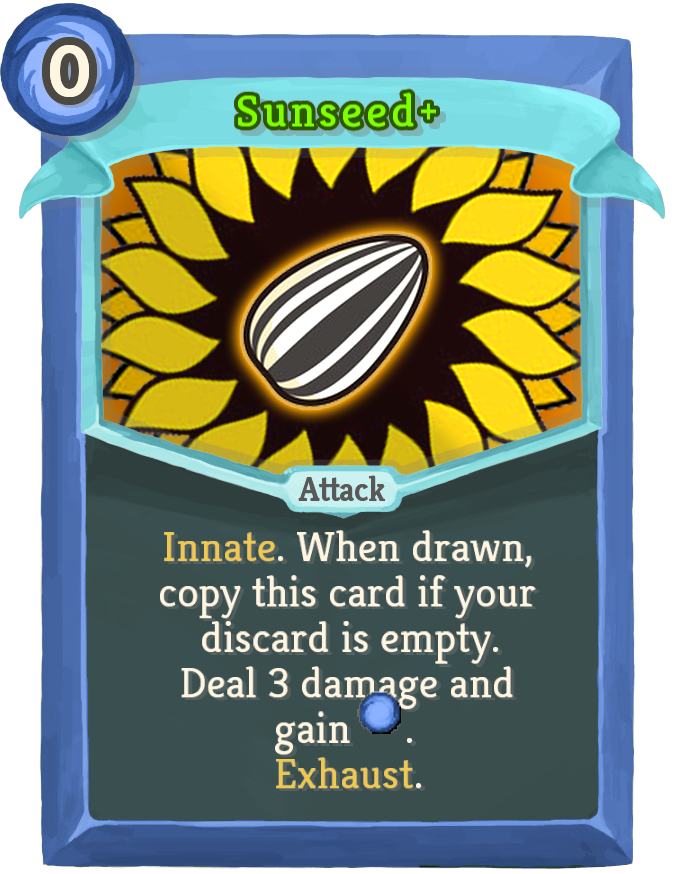 0
Sunseed+
Attack
Innate. When drawn,
copy this card if your
discard is empty.
Deal 3 damage and
gain .
Exhaust.